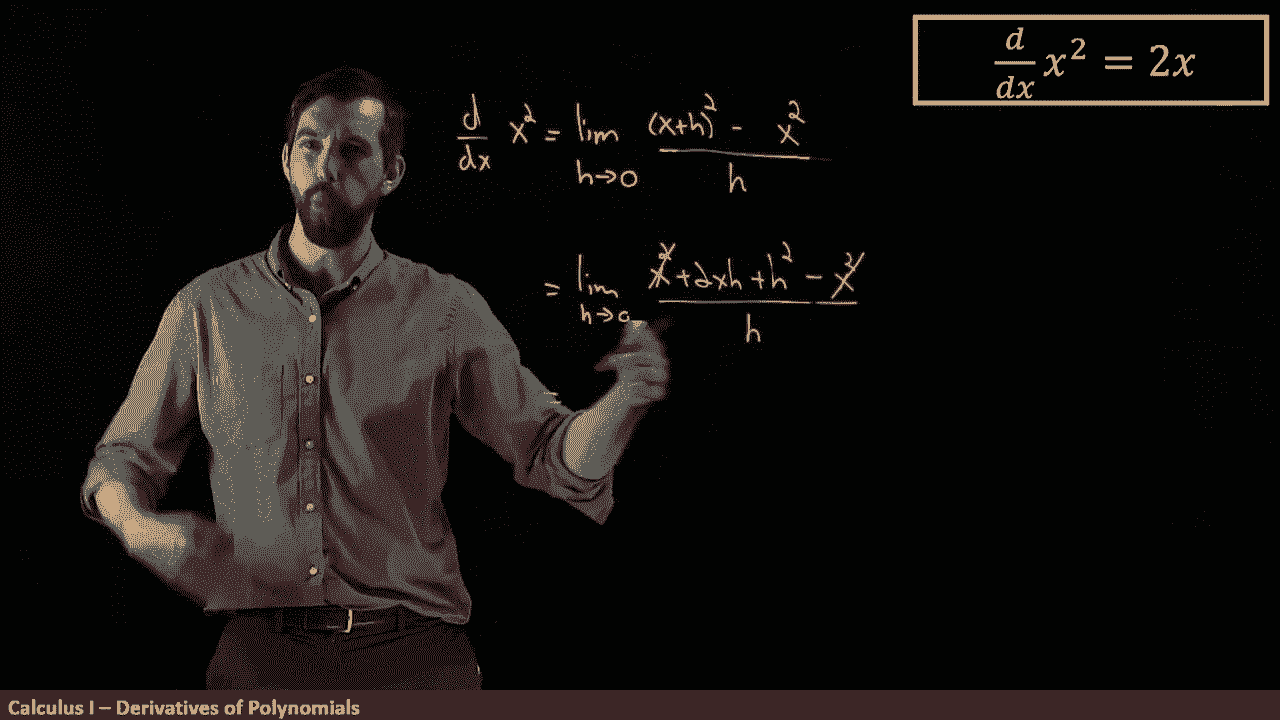 d/dx x² = 2x
d/dx x² = lim h→0 (x+h)² - x² / h
= lim h→0 x² + 2xh + h² - x² / h
=
Calculus I – Derivatives of Polynomials